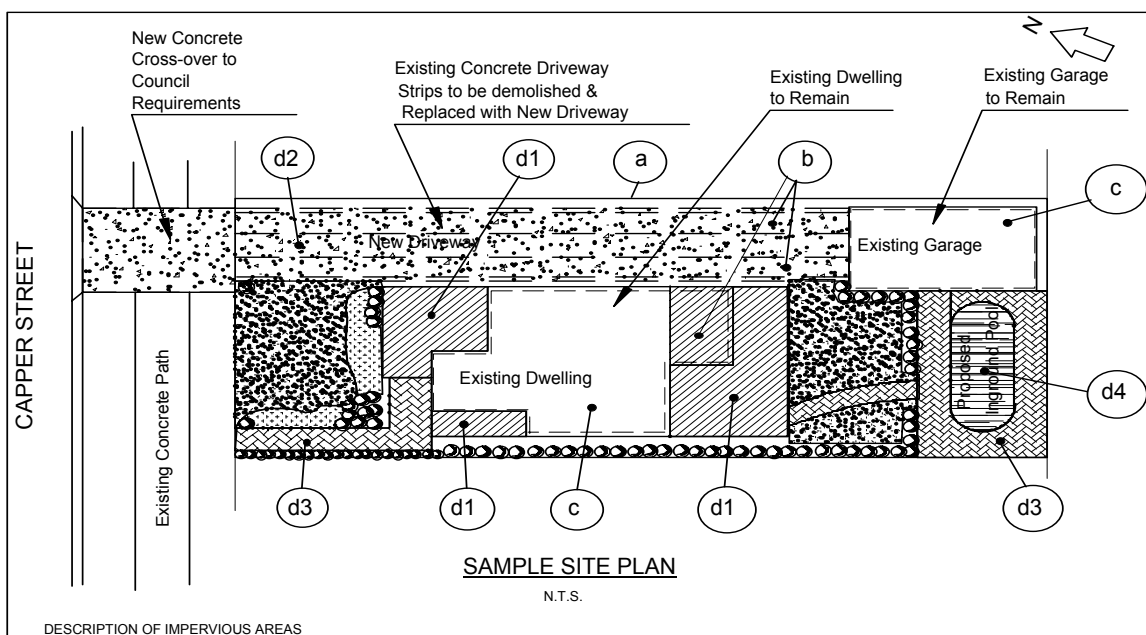 New Concrete
Cross-over to
Council
Requirements
Existing Concrete Driveway
Strips to be demolished &
Replaced with New Driveway
Existing Dwelling
to Remain
Existing Garage
to Remain
N
d2
d1
a
b
c
New Driveway
Existing Garage
CAPPER STREET
Existing Concrete Path
Existing Dwelling
Proposed
Inground Pool
d4
d3
d1
c
d1
d3
SAMPLE SITE PLAN
N.T.S.
DESCRIPTION OF IMPERVIOUS AREAS